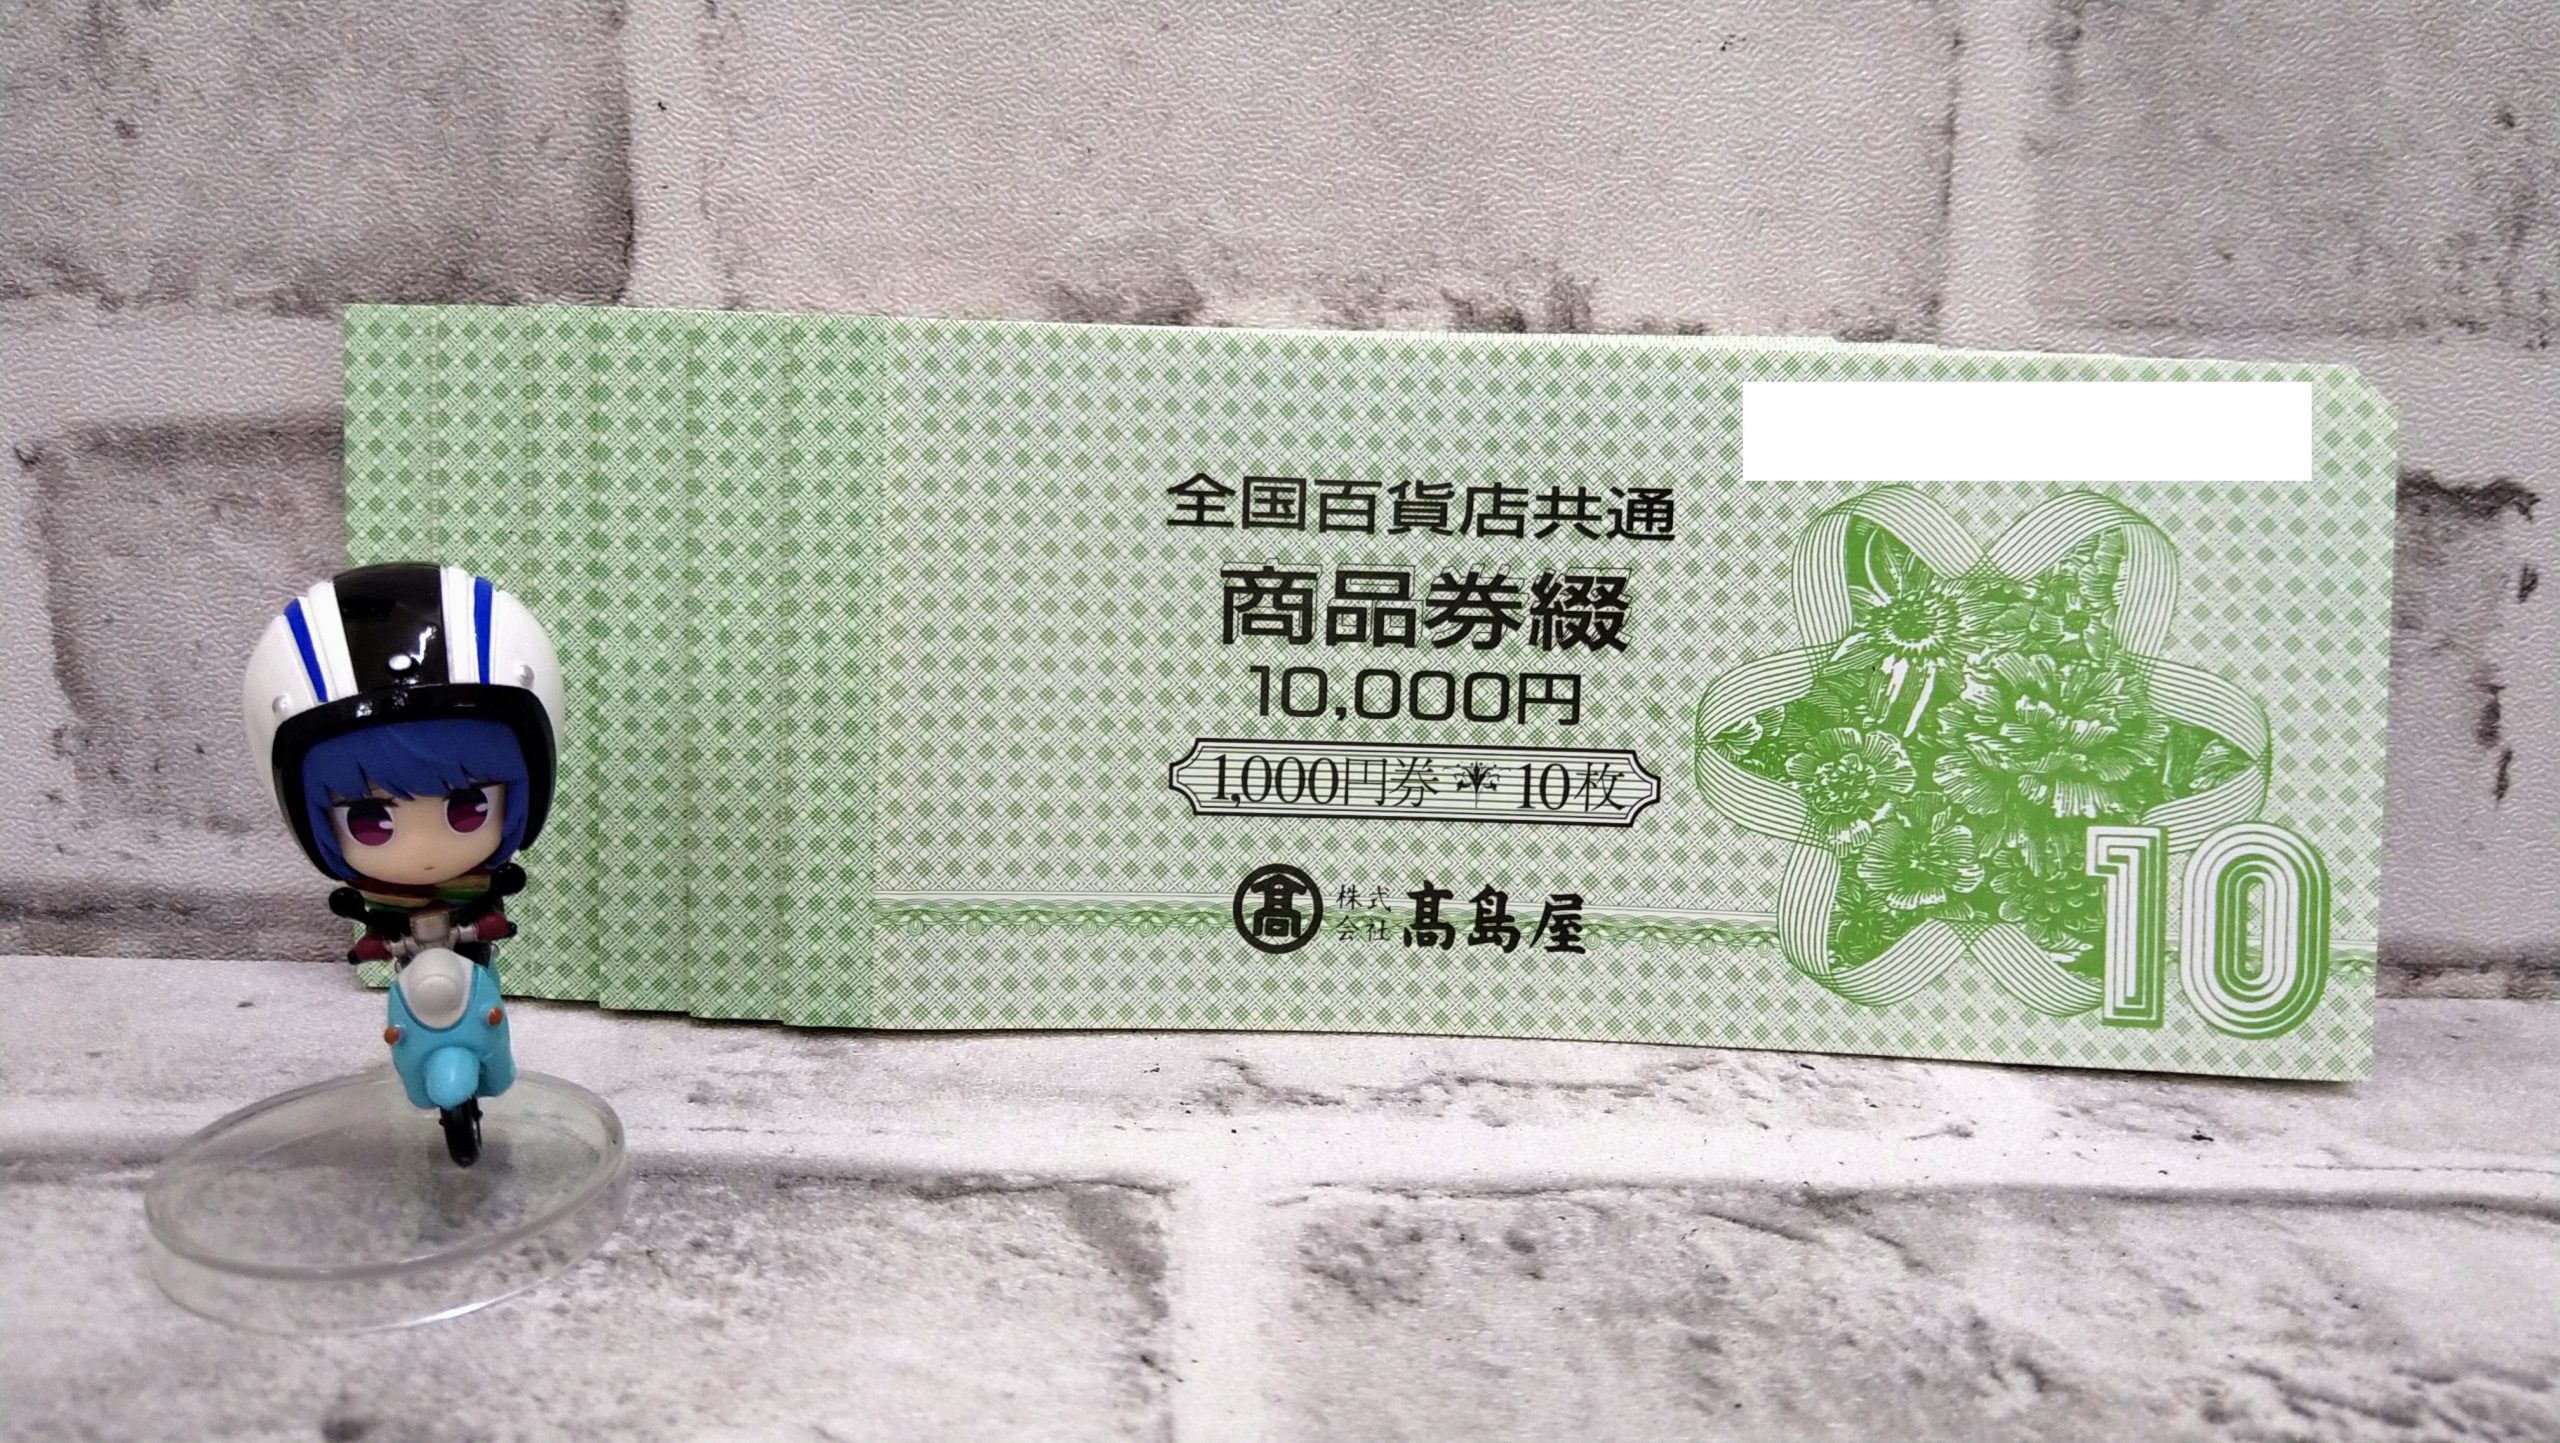 全国百貨店共通
商品券綴
10,000円
1,000円券 10枚
髙 株式会社 髙島屋
10